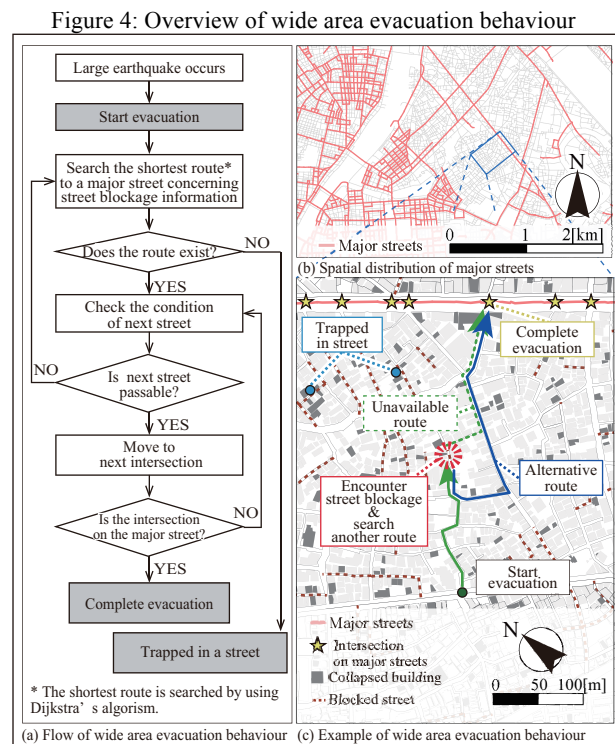 Figure 4: Overview of wide area evacuation behaviour
Large earthquake occurs
Start evacuation
Search the shortest route*
to a major street concerning
street blockage information
NO
Does the route exist?
YES
Check the condition
of next street
NO
Is next street
passable?
YES
Move to
next intersection
Is the intersection
on the major street?
NO
YES
Complete evacuation
Trapped in a street
* The shortest route is searched by using
Dijkstra’s algorism.
(a) Flow of wide area evacuation behaviour
N
Major streets
0 1 2 [km]
(b) Spatial distribution of major streets
Trapped
in street
Complete
evacuation
Unavailable
route
Encounter
street blockage
&
search
another route
Alternative
route
Start
evacuation
Major streets
Intersection
on major streets
Collapsed building
Blocked street
N
0 50 100[m]
(c) Example of wide area evacuation behaviour